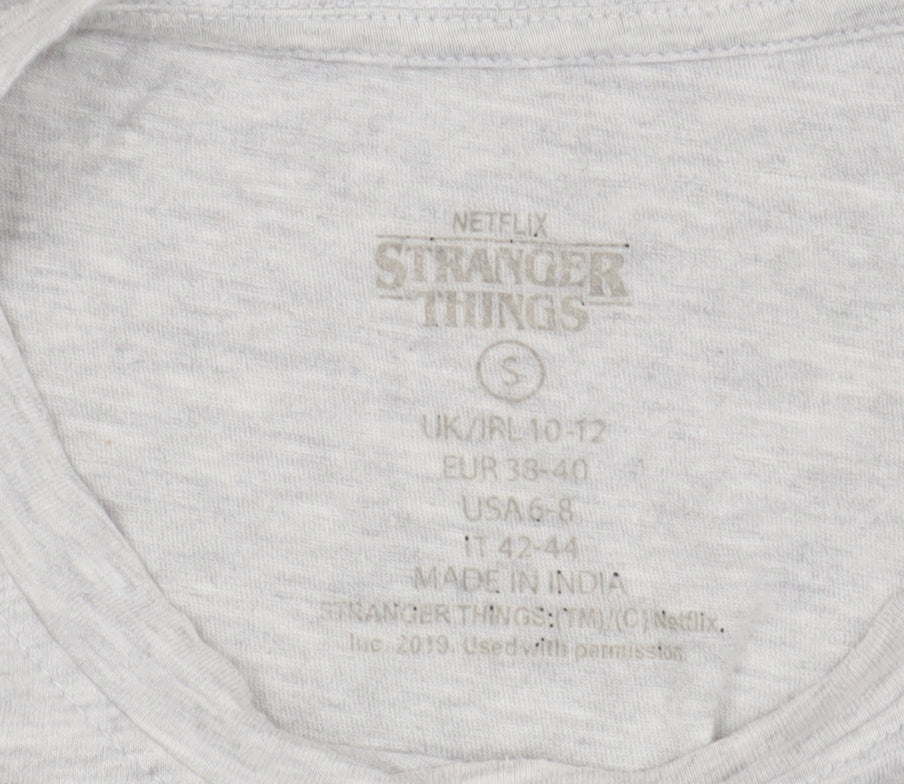 NETFLIX
STRANGER
THINGS
S
UK/IRL 10-12
EUR 38-40
USA 6-8
IT 42-44
MADE IN INDIA
STRANGER THINGS:(TM)/(C) Netflix,
Inc. 2019. Used with permission.